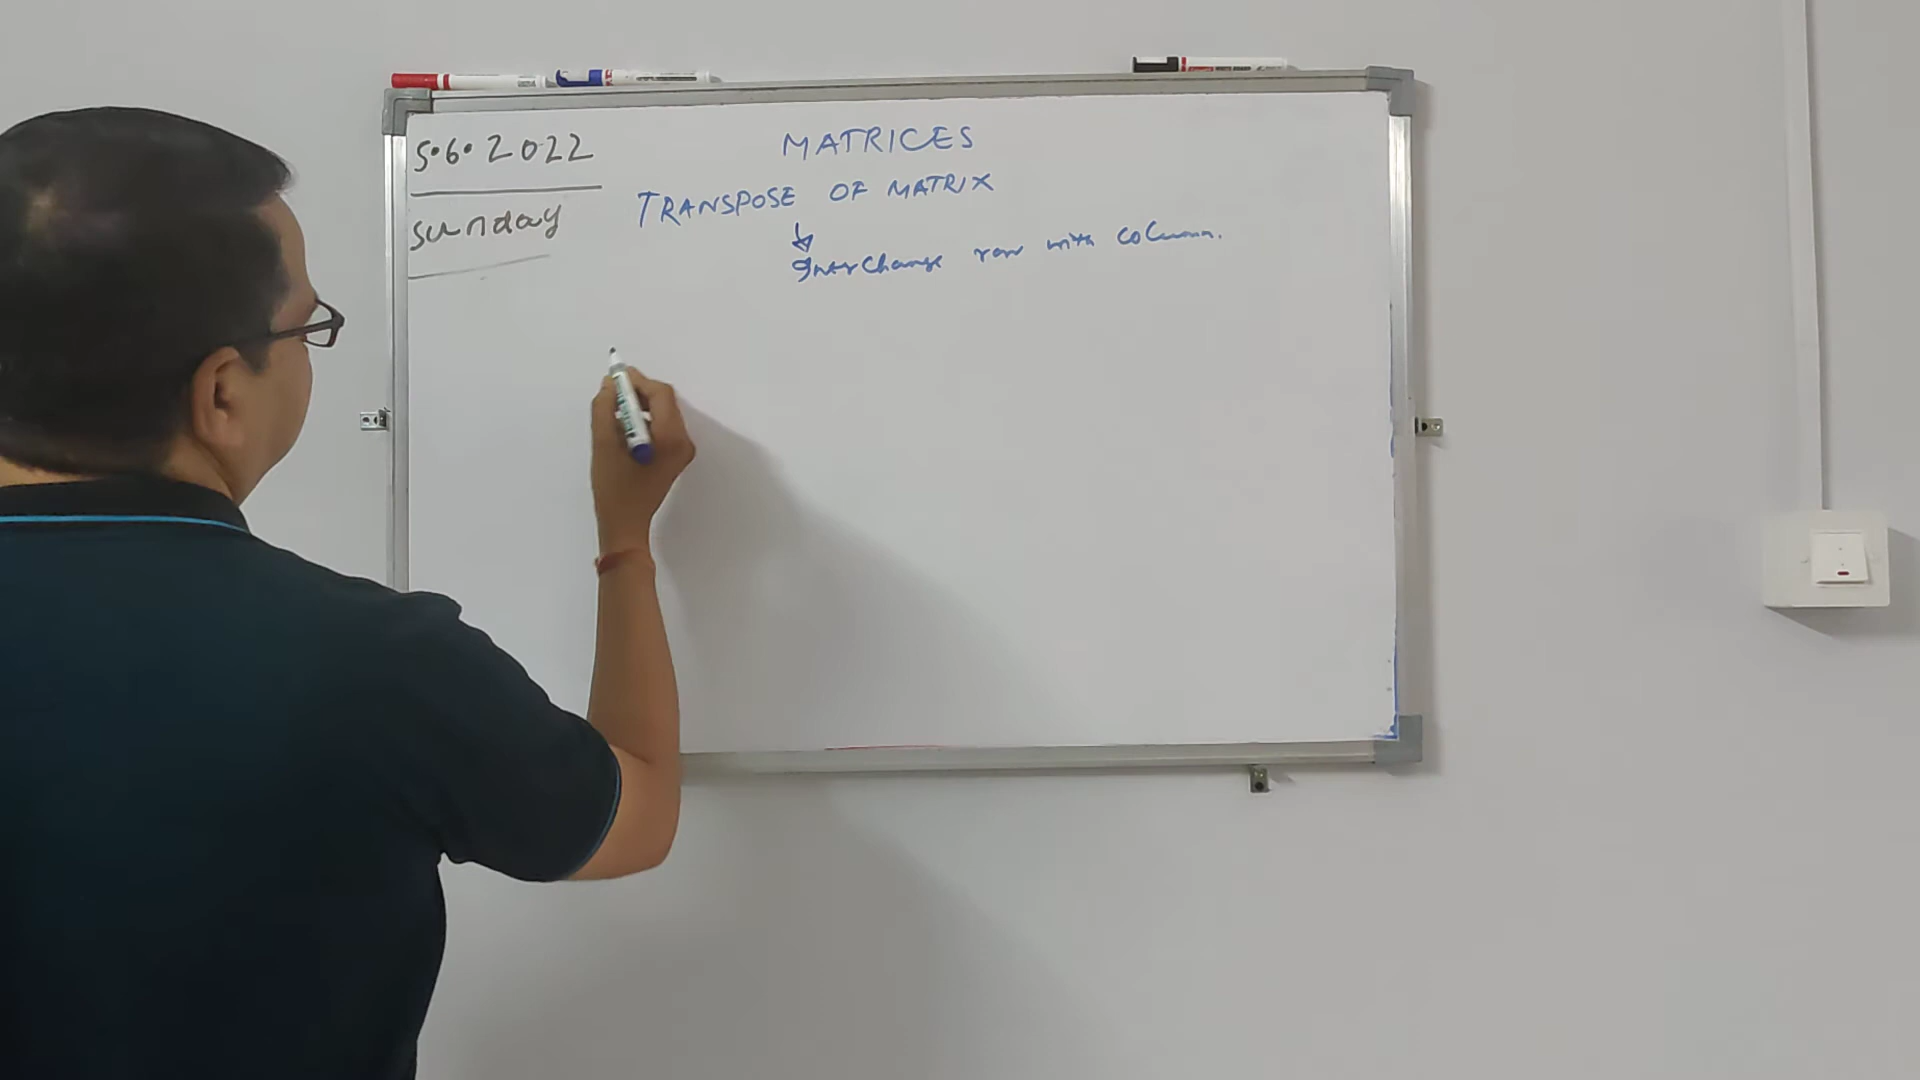 5.6.2022
Sunday
MATRICES
TRANSPOSE OF MATRIX
Interchange row with column.